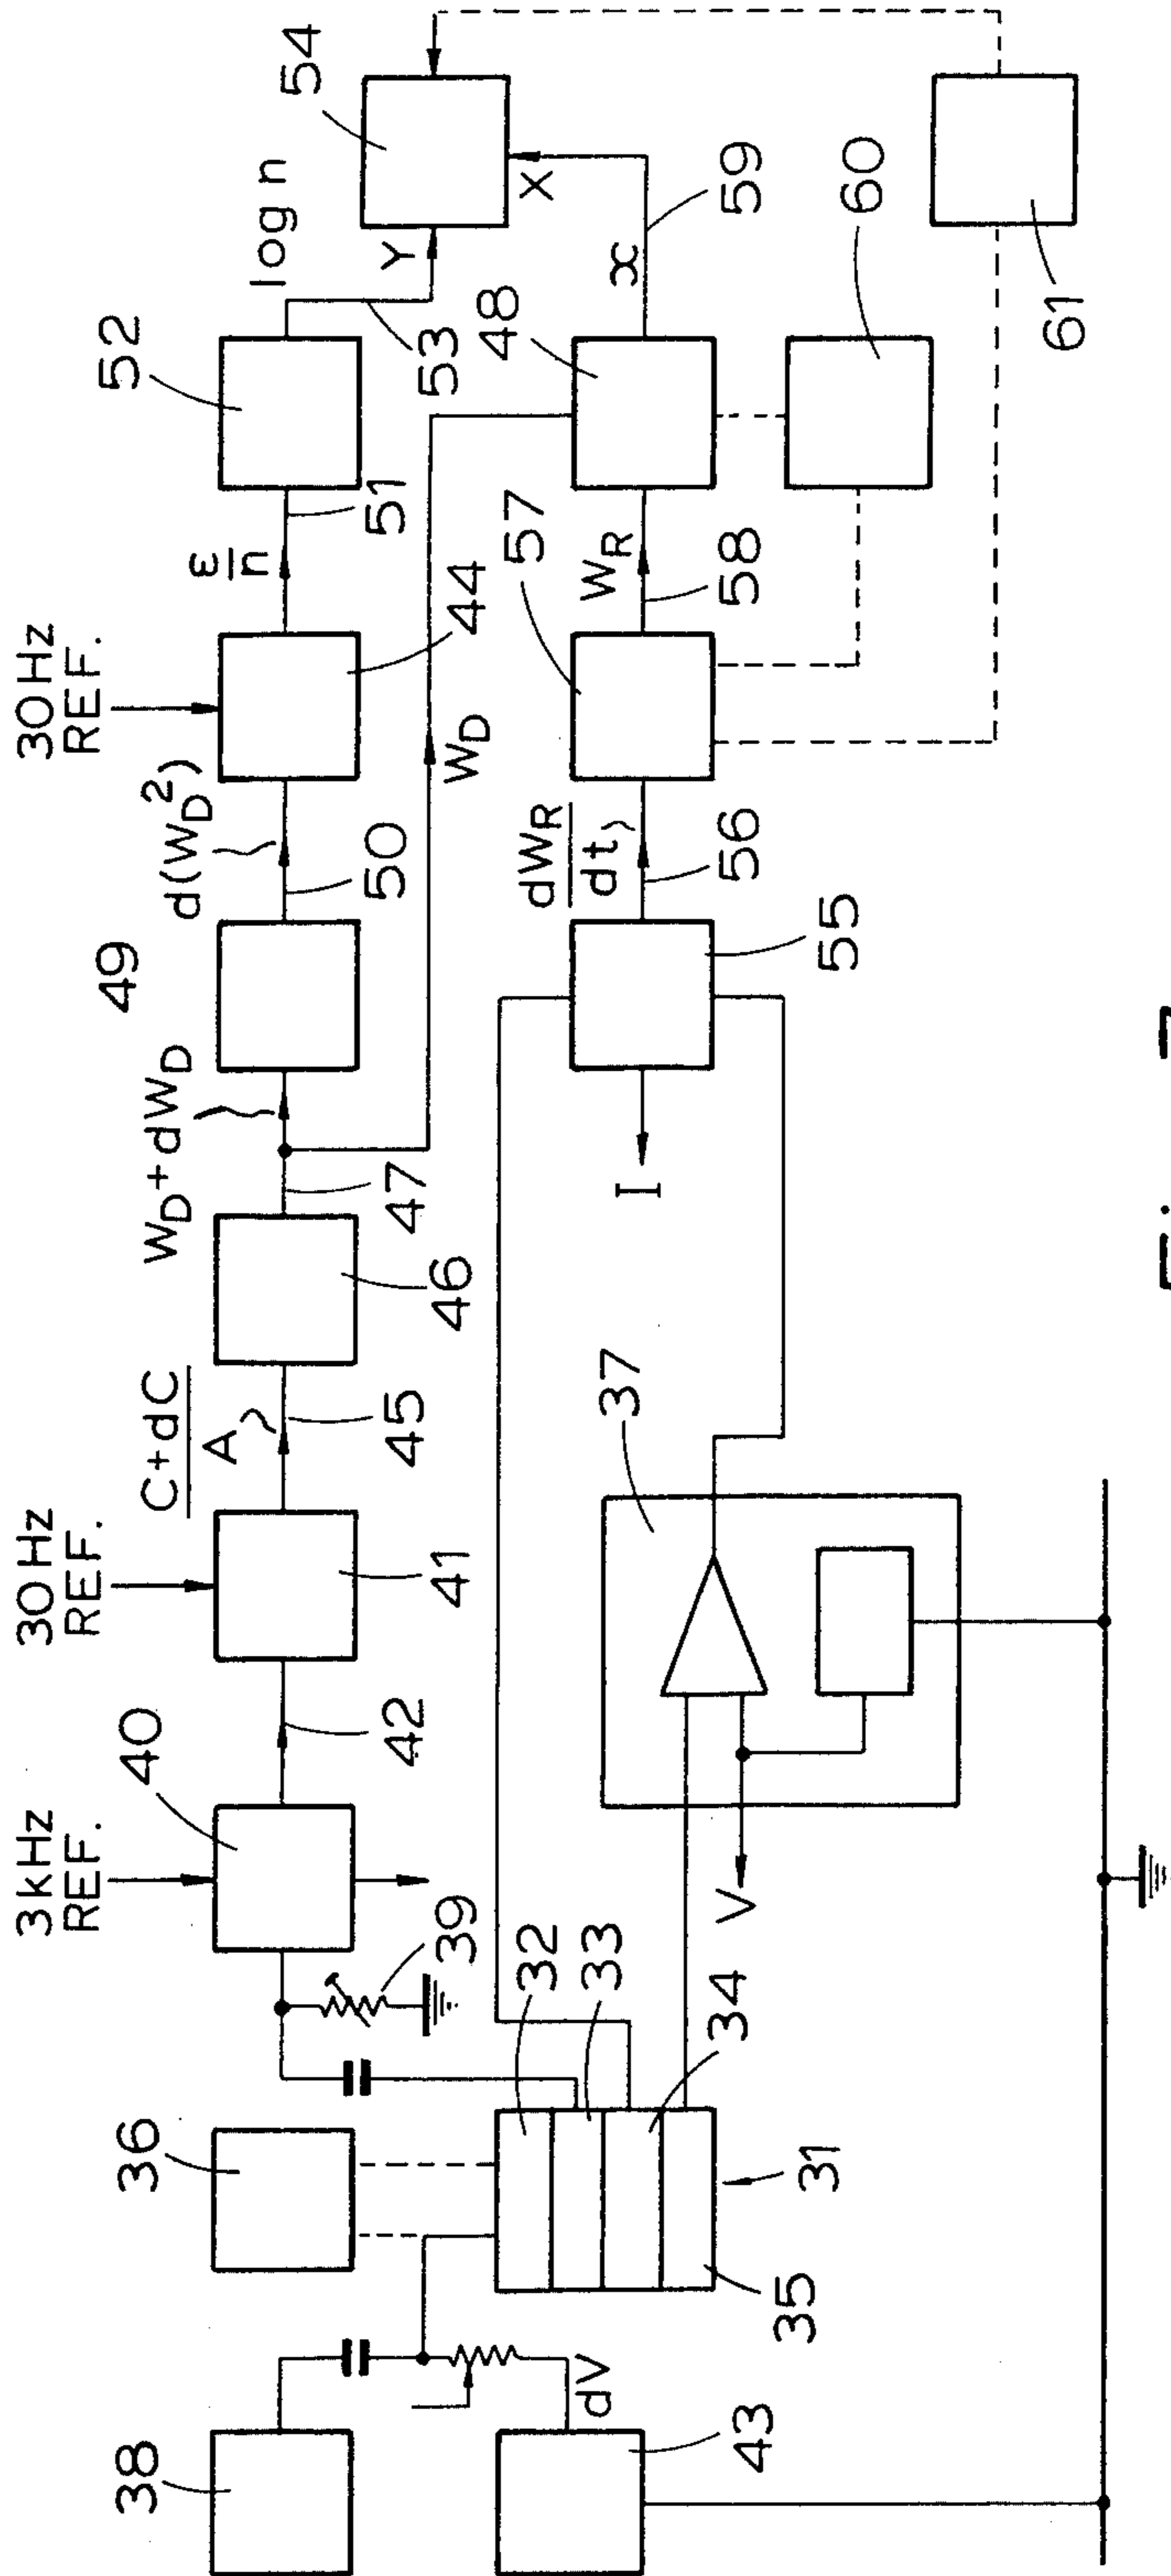 38
36
3kHz
REF.
40
42
30Hz
REF.
41
C+dC
A
45
46
W_D+dW_D
47
49
d(W_D^2)
50
30Hz
REF.
44
ε
n
51
52
log n
53
Y
54
X
W_D
39
43
dV
32
33
34
35
31
V
37
I
55
dW_R
dt
56
57
W_R
58
48
x
59
60
61